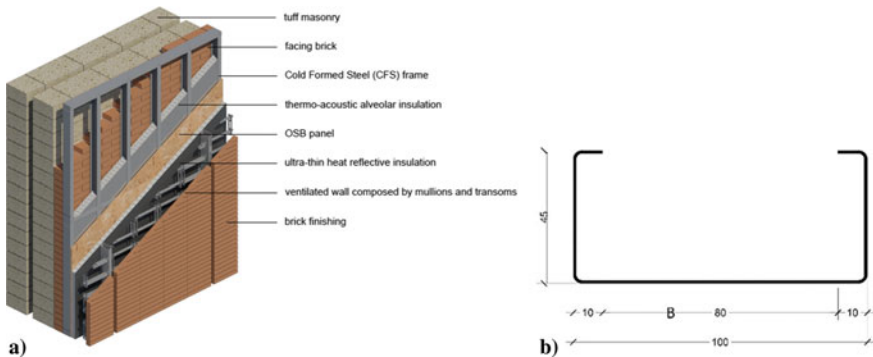 tuff masonry
facing brick
Cold Formed Steel (CFS) frame
thermo-acoustic alveolar insulation
OSB panel
ultra-thin heat reflective insulation
ventilated wall composed by mullions and transoms
brick finishing
a)
45
10 B 80 10
100
b)